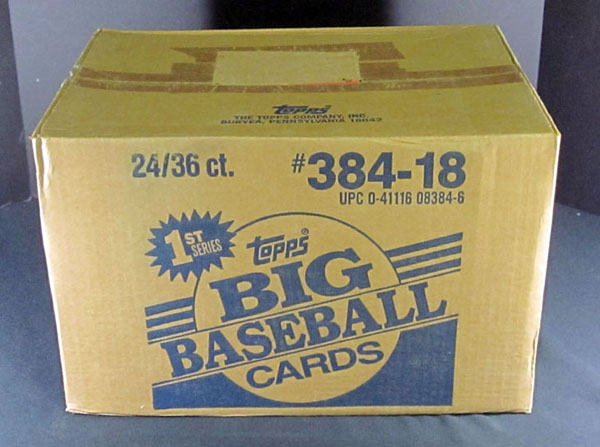 Topps
THE TOPPS COMPANY, INC.
DURYEA, PENNSYLVANIA 18642
24/36 ct.
#384-18
UPC 0-41116 08384-6
1ST
SERIES
Topps®
BIG
BASEBALL
CARDS